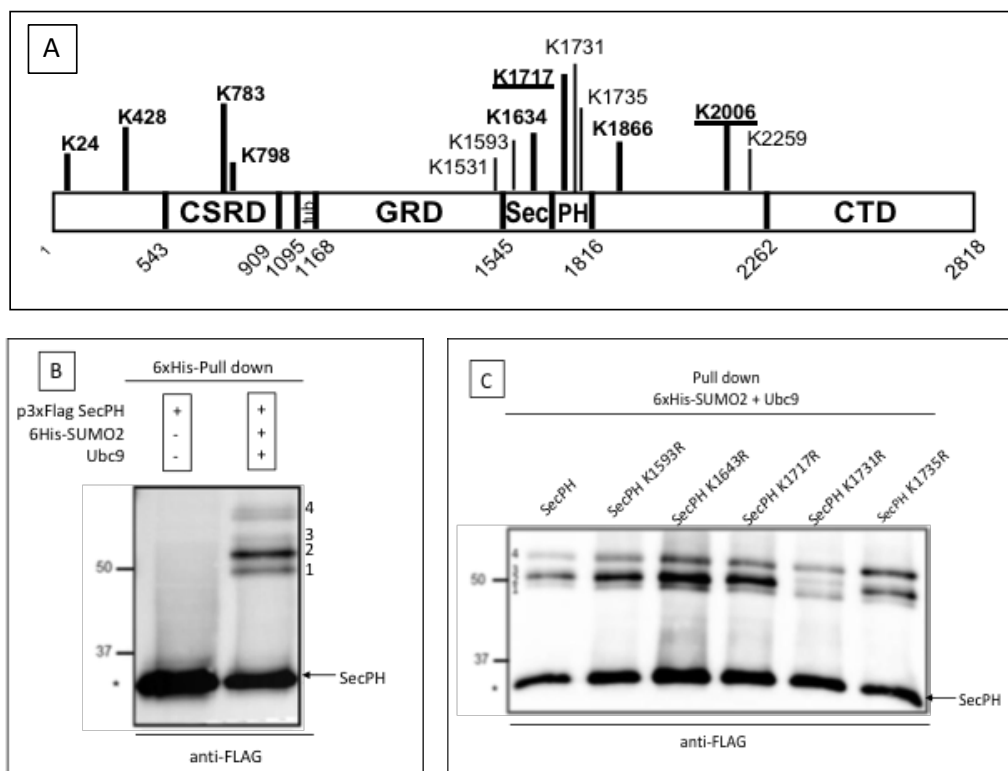 A
K1731
K783
K1717
K1735
K2006
K428
K1634
K1866
K24
K798
K1593
K2259
K1531
CSRD
tub
GRD
Sec
PH
CTD
1
543
909
1095
1168
1545
1816
2262
2818
B
6xHis-Pull down
p3xFlag SecPH + +
6His-SUMO2 - +
Ubc9 - +
4
3
2
50
1
37
*
SecPH
anti-FLAG
C
Pull down
6xHis-SUMO2 + Ubc9
SecPH
SecPH K1593R
SecPH K1643R
SecPH K1717R
SecPH K1731R
SecPH K1735R
4
50
37
*
SecPH
anti-FLAG